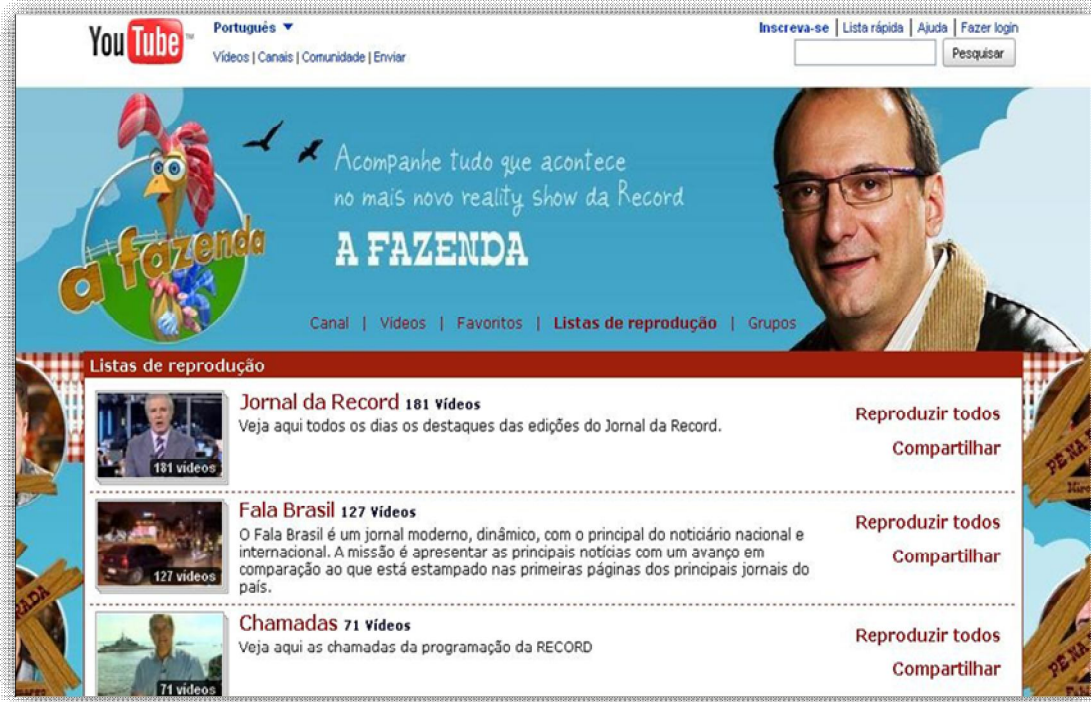 YouTube
Português
Inscreva-se | Lista rápida | Ajuda | Fazer login
Vídeos | Canais | Comunidade | Enviar
Pesquisar
a fazenda
Acompanhe tudo que acontece
no mais novo reality show da Record
A FAZENDA
Canal | Vídeos | Favoritos | Listas de reprodução | Grupos
Listas de reprodução
Jornal da Record 181 Vídeos
Veja aqui todos os dias os destaques das edições do Jornal da Record.
181 vídeos
Reproduzir todos
Compartilhar
Fala Brasil 127 Vídeos
O Fala Brasil é um jornal moderno, dinâmico, com o principal do noticiário nacional e
internacional. A missão é apresentar as principais notícias com um avanço em
comparação ao que está estampado nas primeiras páginas dos principais jornais do
país.
127 vídeos
Reproduzir todos
Compartilhar
Chamadas 71 Vídeos
Veja aqui as chamadas da programação da RECORD
71 vídeos
Reproduzir todos
Compartilhar
PE NA